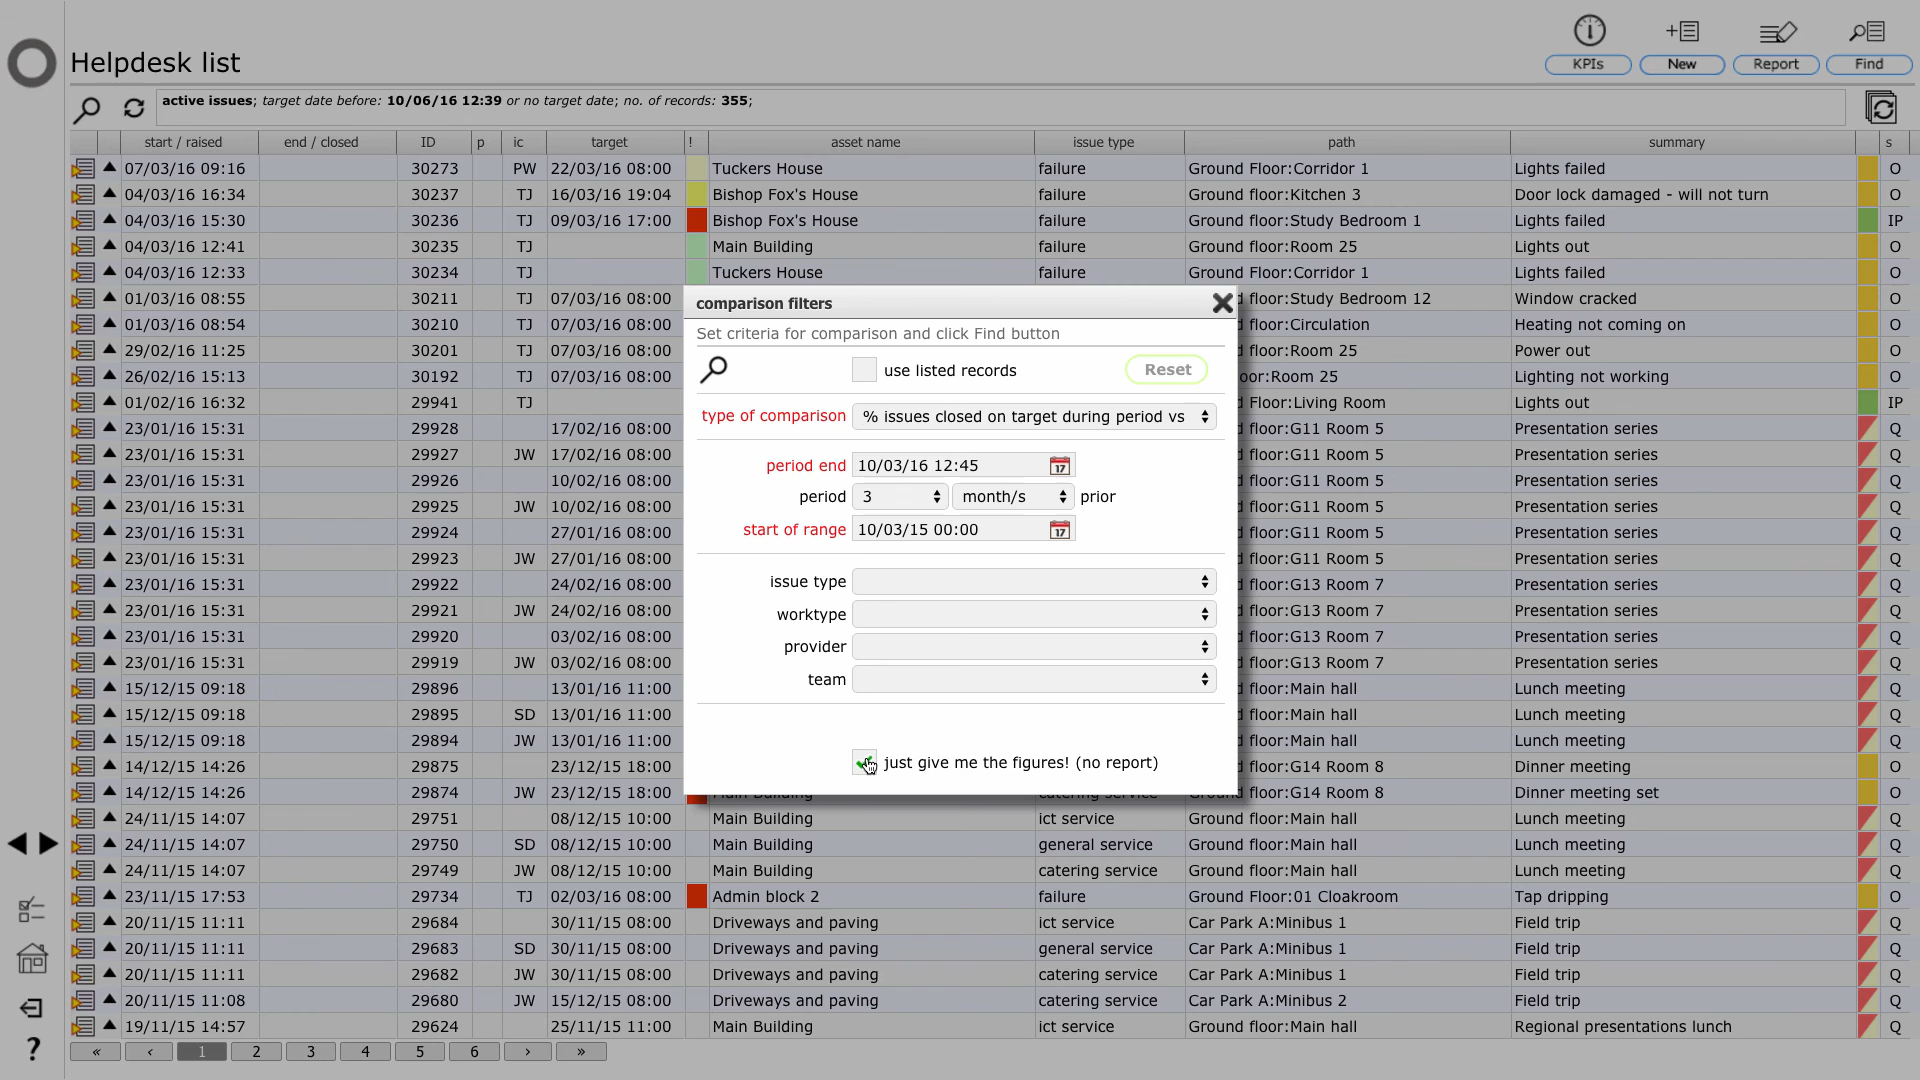 Helpdesk list
KPIs New Report Find
active issues; target date before: 10/06/16 12:39 or no target date; no. of records: 355;
start / raised end / closed ID p ic target ! asset name issue type path summary s
07/03/16 09:16 30273 PW 22/03/16 08:00 Tuckers House failure Ground Floor:Corridor 1 Lights failed O
04/03/16 16:34 30237 TJ 16/03/16 19:04 Bishop Fox's House failure Ground floor:Kitchen 3 Door lock damaged - will not turn O
04/03/16 15:30 30236 TJ 09/03/16 17:00 Bishop Fox's House failure Ground floor:Study Bedroom 1 Lights failed IP
04/03/16 12:41 30235 TJ Main Building failure Ground floor:Room 25 Lights out O
04/03/16 12:33 30234 TJ Tuckers House failure Ground Floor:Corridor 1 Lights failed O
01/03/16 08:55 30211 TJ 07/03/16 08:00 floor:Study Bedroom 12 Window cracked O
01/03/16 08:54 30210 TJ 07/03/16 08:00 floor:Circulation Heating not coming on O
29/02/16 11:25 30201 TJ 07/03/16 08:00 floor:Room 25 Power out O
26/02/16 15:13 30192 TJ 07/03/16 08:00 oor:Room 25 Lighting not working O
01/02/16 16:32 29941 TJ Floor:Living Room Lights out IP
23/01/16 15:31 29928 17/02/16 08:00 floor:G11 Room 5 Presentation series Q
23/01/16 15:31 29927 JW 17/02/16 08:00 floor:G11 Room 5 Presentation series Q
23/01/16 15:31 29926 10/02/16 08:00 floor:G11 Room 5 Presentation series Q
23/01/16 15:31 29925 JW 10/02/16 08:00 floor:G11 Room 5 Presentation series Q
23/01/16 15:31 29924 27/01/16 08:00 floor:G11 Room 5 Presentation series Q
23/01/16 15:31 29923 JW 27/01/16 08:00 floor:G11 Room 5 Presentation series Q
23/01/16 15:31 29922 24/02/16 08:00 floor:G13 Room 7 Presentation series Q
23/01/16 15:31 29921 JW 24/02/16 08:00 floor:G13 Room 7 Presentation series Q
23/01/16 15:31 29920 03/02/16 08:00 floor:G13 Room 7 Presentation series Q
23/01/16 15:31 29919 JW 03/02/16 08:00 floor:G13 Room 7 Presentation series Q
15/12/15 09:18 29896 13/01/16 11:00 floor:Main hall Lunch meeting Q
15/12/15 09:18 29895 SD 13/01/16 11:00 floor:Main hall Lunch meeting Q
15/12/15 09:18 29894 JW 13/01/16 11:00 floor:Main hall Lunch meeting Q
14/12/15 14:26 29875 23/12/15 18:00 floor:G14 Room 8 Dinner meeting O
14/12/15 14:26 29874 JW 23/12/15 18:00 Main Building catering service Ground floor:G14 Room 8 Dinner meeting set O
24/11/15 14:07 29751 08/12/15 10:00 Main Building ict service Ground floor:Main hall Lunch meeting Q
24/11/15 14:07 29750 SD 08/12/15 10:00 Main Building general service Ground floor:Main hall Lunch meeting Q
24/11/15 14:07 29749 JW 08/12/15 10:00 Main Building catering service Ground floor:Main hall Lunch meeting Q
23/11/15 17:53 29734 TJ 02/03/16 08:00 Admin block 2 failure Ground Floor:01 Cloakroom Tap dripping O
20/11/15 11:11 29684 30/11/15 08:00 Driveways and paving ict service Car Park A:Minibus 1 Field trip Q
20/11/15 11:11 29683 SD 30/11/15 08:00 Driveways and paving general service Car Park A:Minibus 1 Field trip Q
20/11/15 11:11 29682 JW 30/11/15 08:00 Driveways and paving catering service Car Park A:Minibus 1 Field trip Q
20/11/15 11:08 29680 JW 15/12/15 08:00 Driveways and paving catering service Car Park A:Minibus 2 Field trip Q
19/11/15 14:57 29624 25/11/15 11:00 Main Building ict service Ground floor:Main hall Regional presentations lunch Q
« ‹ 1 2 3 4 5 6 › »
?
comparison filters
Set criteria for comparison and click Find button
use listed records Reset
type of comparison % issues closed on target during period vs
period end 10/03/16 12:45 17
period 3 month/s prior
start of range 10/03/15 00:00 17
issue type
worktype
provider
team
just give me the figures! (no report)